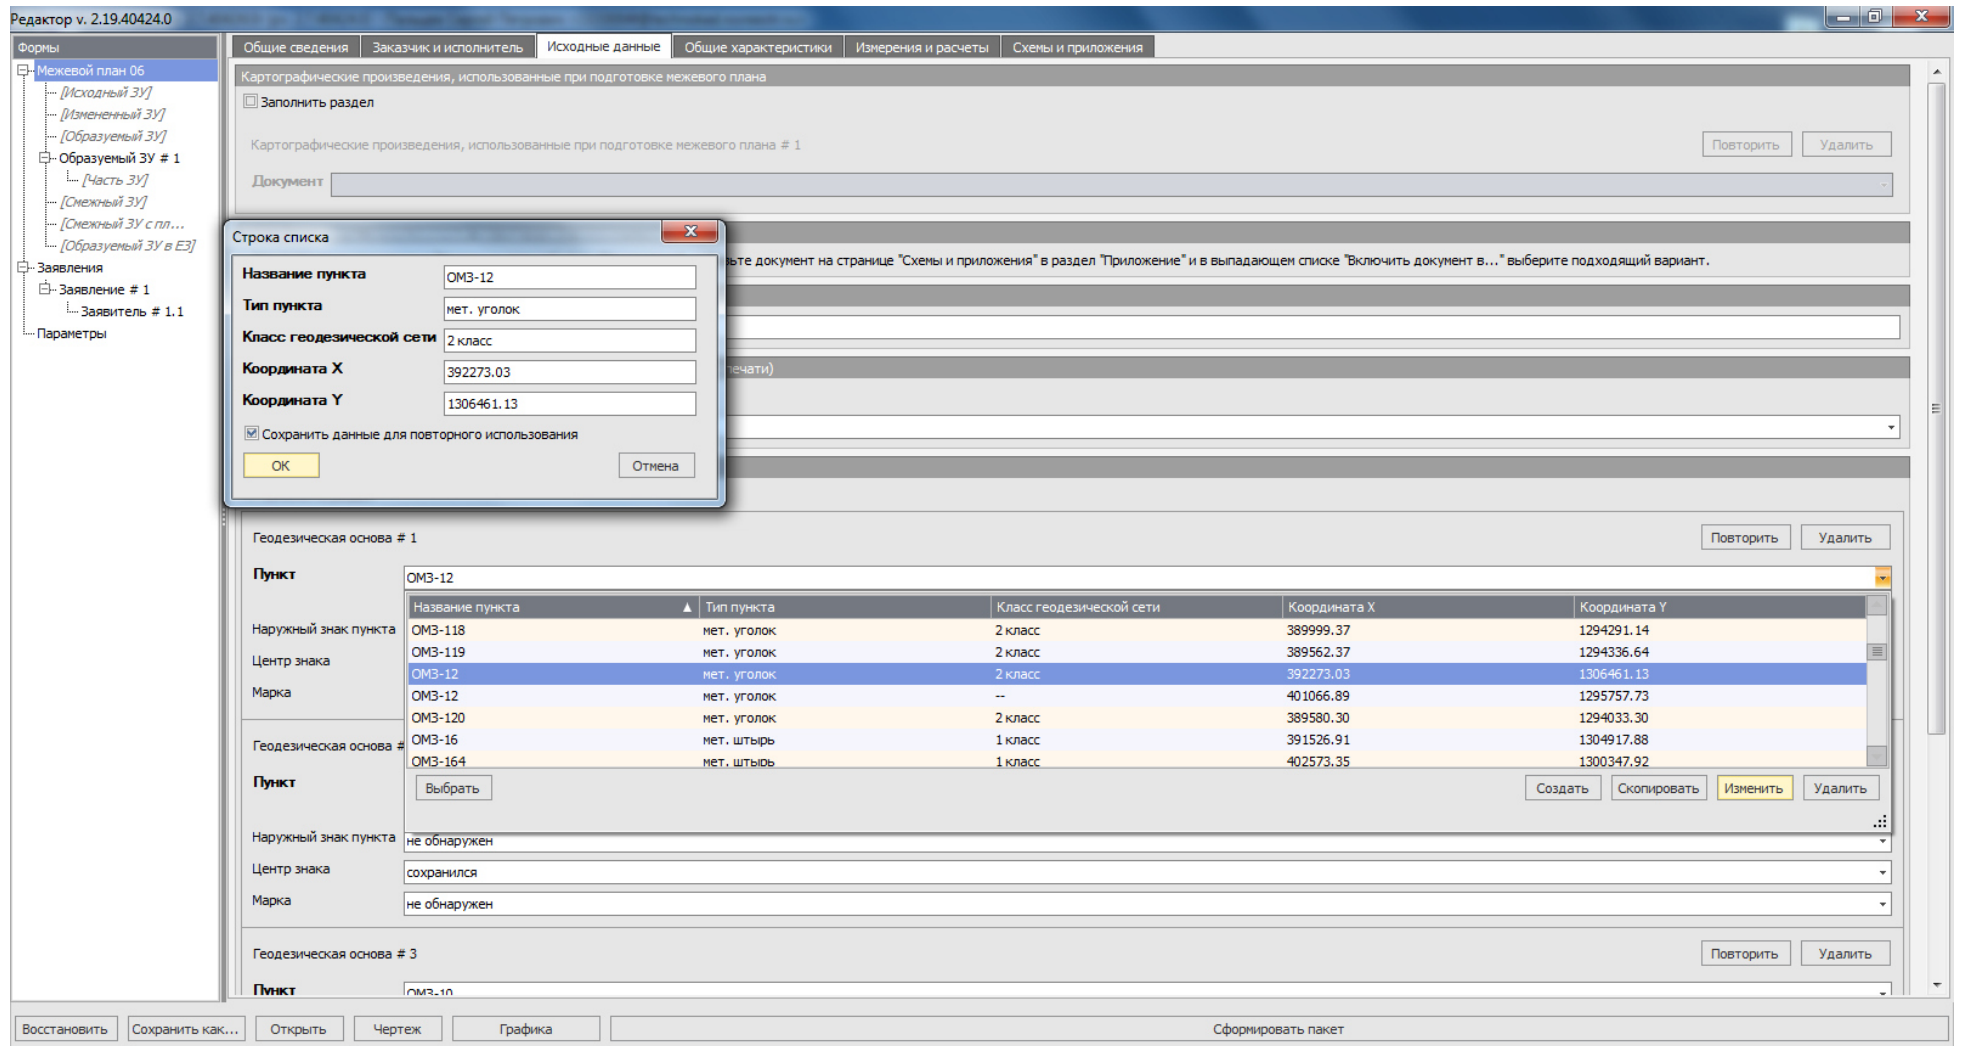 Редактор v. 2.19.40424.0
Формы
Межевой план 06
[Исходный ЗУ]
[Измененный ЗУ]
[Образуемый ЗУ]
Образуемый ЗУ # 1
[Часть ЗУ]
[Смежный ЗУ]
[Смежный ЗУ с пл...
[Образуемый ЗУ в ЕЗ]
Заявления
Заявление # 1
Заявитель # 1.1
Параметры
Общие сведения Заказчик и исполнитель Исходные данные Общие характеристики Измерения и расчеты Схемы и приложения
Картографические произведения, использованные при подготовке межевого плана
Заполнить раздел
Картографические произведения, использованные при подготовке межевого плана # 1 Повторить Удалить
Документ
документ на странице "Схемы и приложения" в раздел "Приложение" и в выпадающем списке "Включить документ в..." выберите подходящий вариант.
печати)
Строка списка
Название пункта ОМЗ-12
Тип пункта мет. уголок
Класс геодезической сети 2 класс
Координата X 392273.03
Координата Y 1306461.13
Сохранить данные для повторного использования
ОК Отмена
Геодезическая основа # 1 Повторить Удалить
Пункт ОМЗ-12
Название пункта Тип пункта Класс геодезической сети Координата X Координата Y
ОМЗ-118 мет. уголок 2 класс 389999.37 1294291.14
ОМЗ-119 мет. уголок 2 класс 389562.37 1294336.64
ОМЗ-12 мет. уголок 2 класс 392273.03 1306461.13
ОМЗ-12 мет. уголок -- 401066.89 1295757.73
ОМЗ-120 мет. уголок 2 класс 389580.30 1294033.30
ОМЗ-16 мет. штырь 1 класс 391526.91 1304917.88
ОМЗ-164 мет. штырь 1 класс 402573.35 1300347.92
Выбрать Создать Скопировать Изменить Удалить
Наружный знак пункта
Центр знака
Марка
Геодезическая основа #
Пункт
Наружный знак пункта не обнаружен
Центр знака сохранился
Марка не обнаружен
Геодезическая основа # 3 Повторить Удалить
Пункт ОМЗ-10
Восстановить Сохранить как... Открыть Чертеж Графика Сформировать пакет